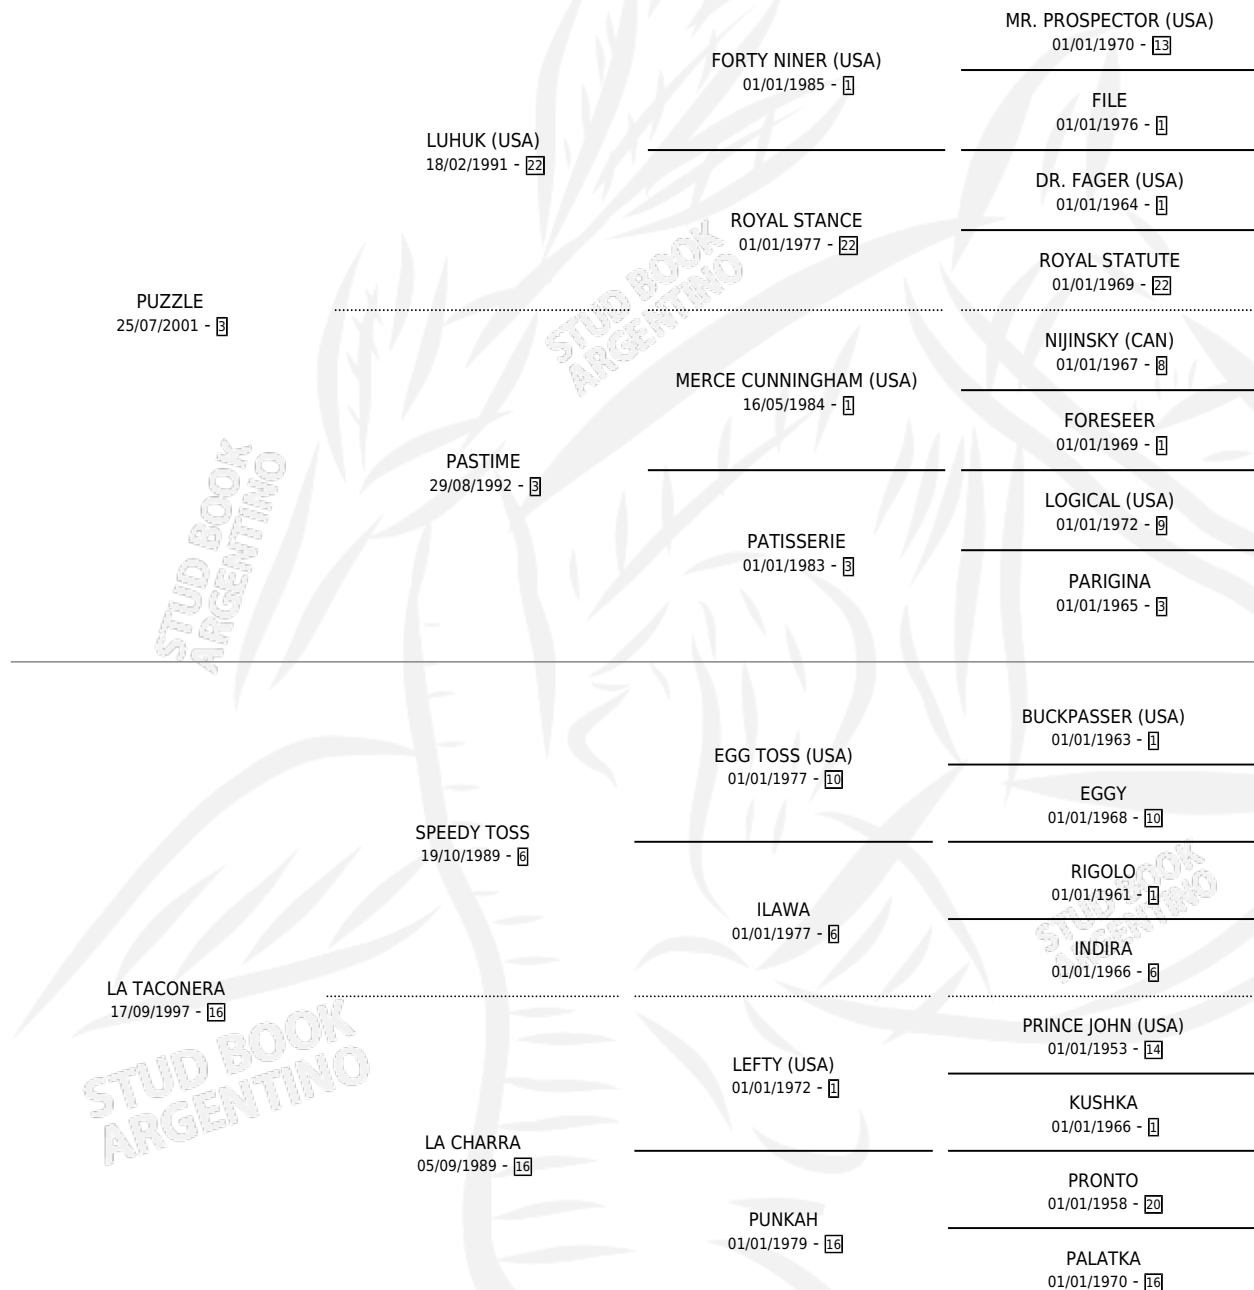 MR. PROSPECTOR (USA)
01/01/1970 - 13
FORTY NINER (USA)
01/01/1985 - 1
FILE
01/01/1976 - 1
LUHUK (USA)
18/02/1991 - 22
DR. FAGER (USA)
01/01/1964 - 1
ROYAL STANCE
01/01/1977 - 22
ROYAL STATUTE
01/01/1969 - 22
PUZZLE
25/07/2001 - 3
STUD BOOK
ARGENTINO
NIJINSKY (CAN)
01/01/1967 - 8
MERCE CUNNINGHAM (USA)
16/05/1984 - 1
FORESEER
01/01/1969 - 1
PASTIME
29/08/1992 - 3
LOGICAL (USA)
01/01/1972 - 9
PATISSERIE
01/01/1983 - 3
PARIGINA
01/01/1965 - 3
STUD BOOK
ARGENTINO
BUCKPASSER (USA)
01/01/1963 - 1
EGG TOSS (USA)
01/01/1977 - 10
EGGY
01/01/1968 - 10
SPEEDY TOSS
19/10/1989 - 6
RIGOLO
01/01/1961 - 1
ILAWA
01/01/1977 - 6
INDIRA
01/01/1966 - 6
STUD BOOK
ARGENTINO
LA TACONERA
17/09/1997 - 16
STUD BOOK
ARGENTINO
PRINCE JOHN (USA)
01/01/1953 - 14
LEFTY (USA)
01/01/1972 - 1
KUSHKA
01/01/1966 - 1
LA CHARRA
05/09/1989 - 16
PRONTO
01/01/1958 - 20
PUNKAH
01/01/1979 - 16
PALATKA
01/01/1970 - 16